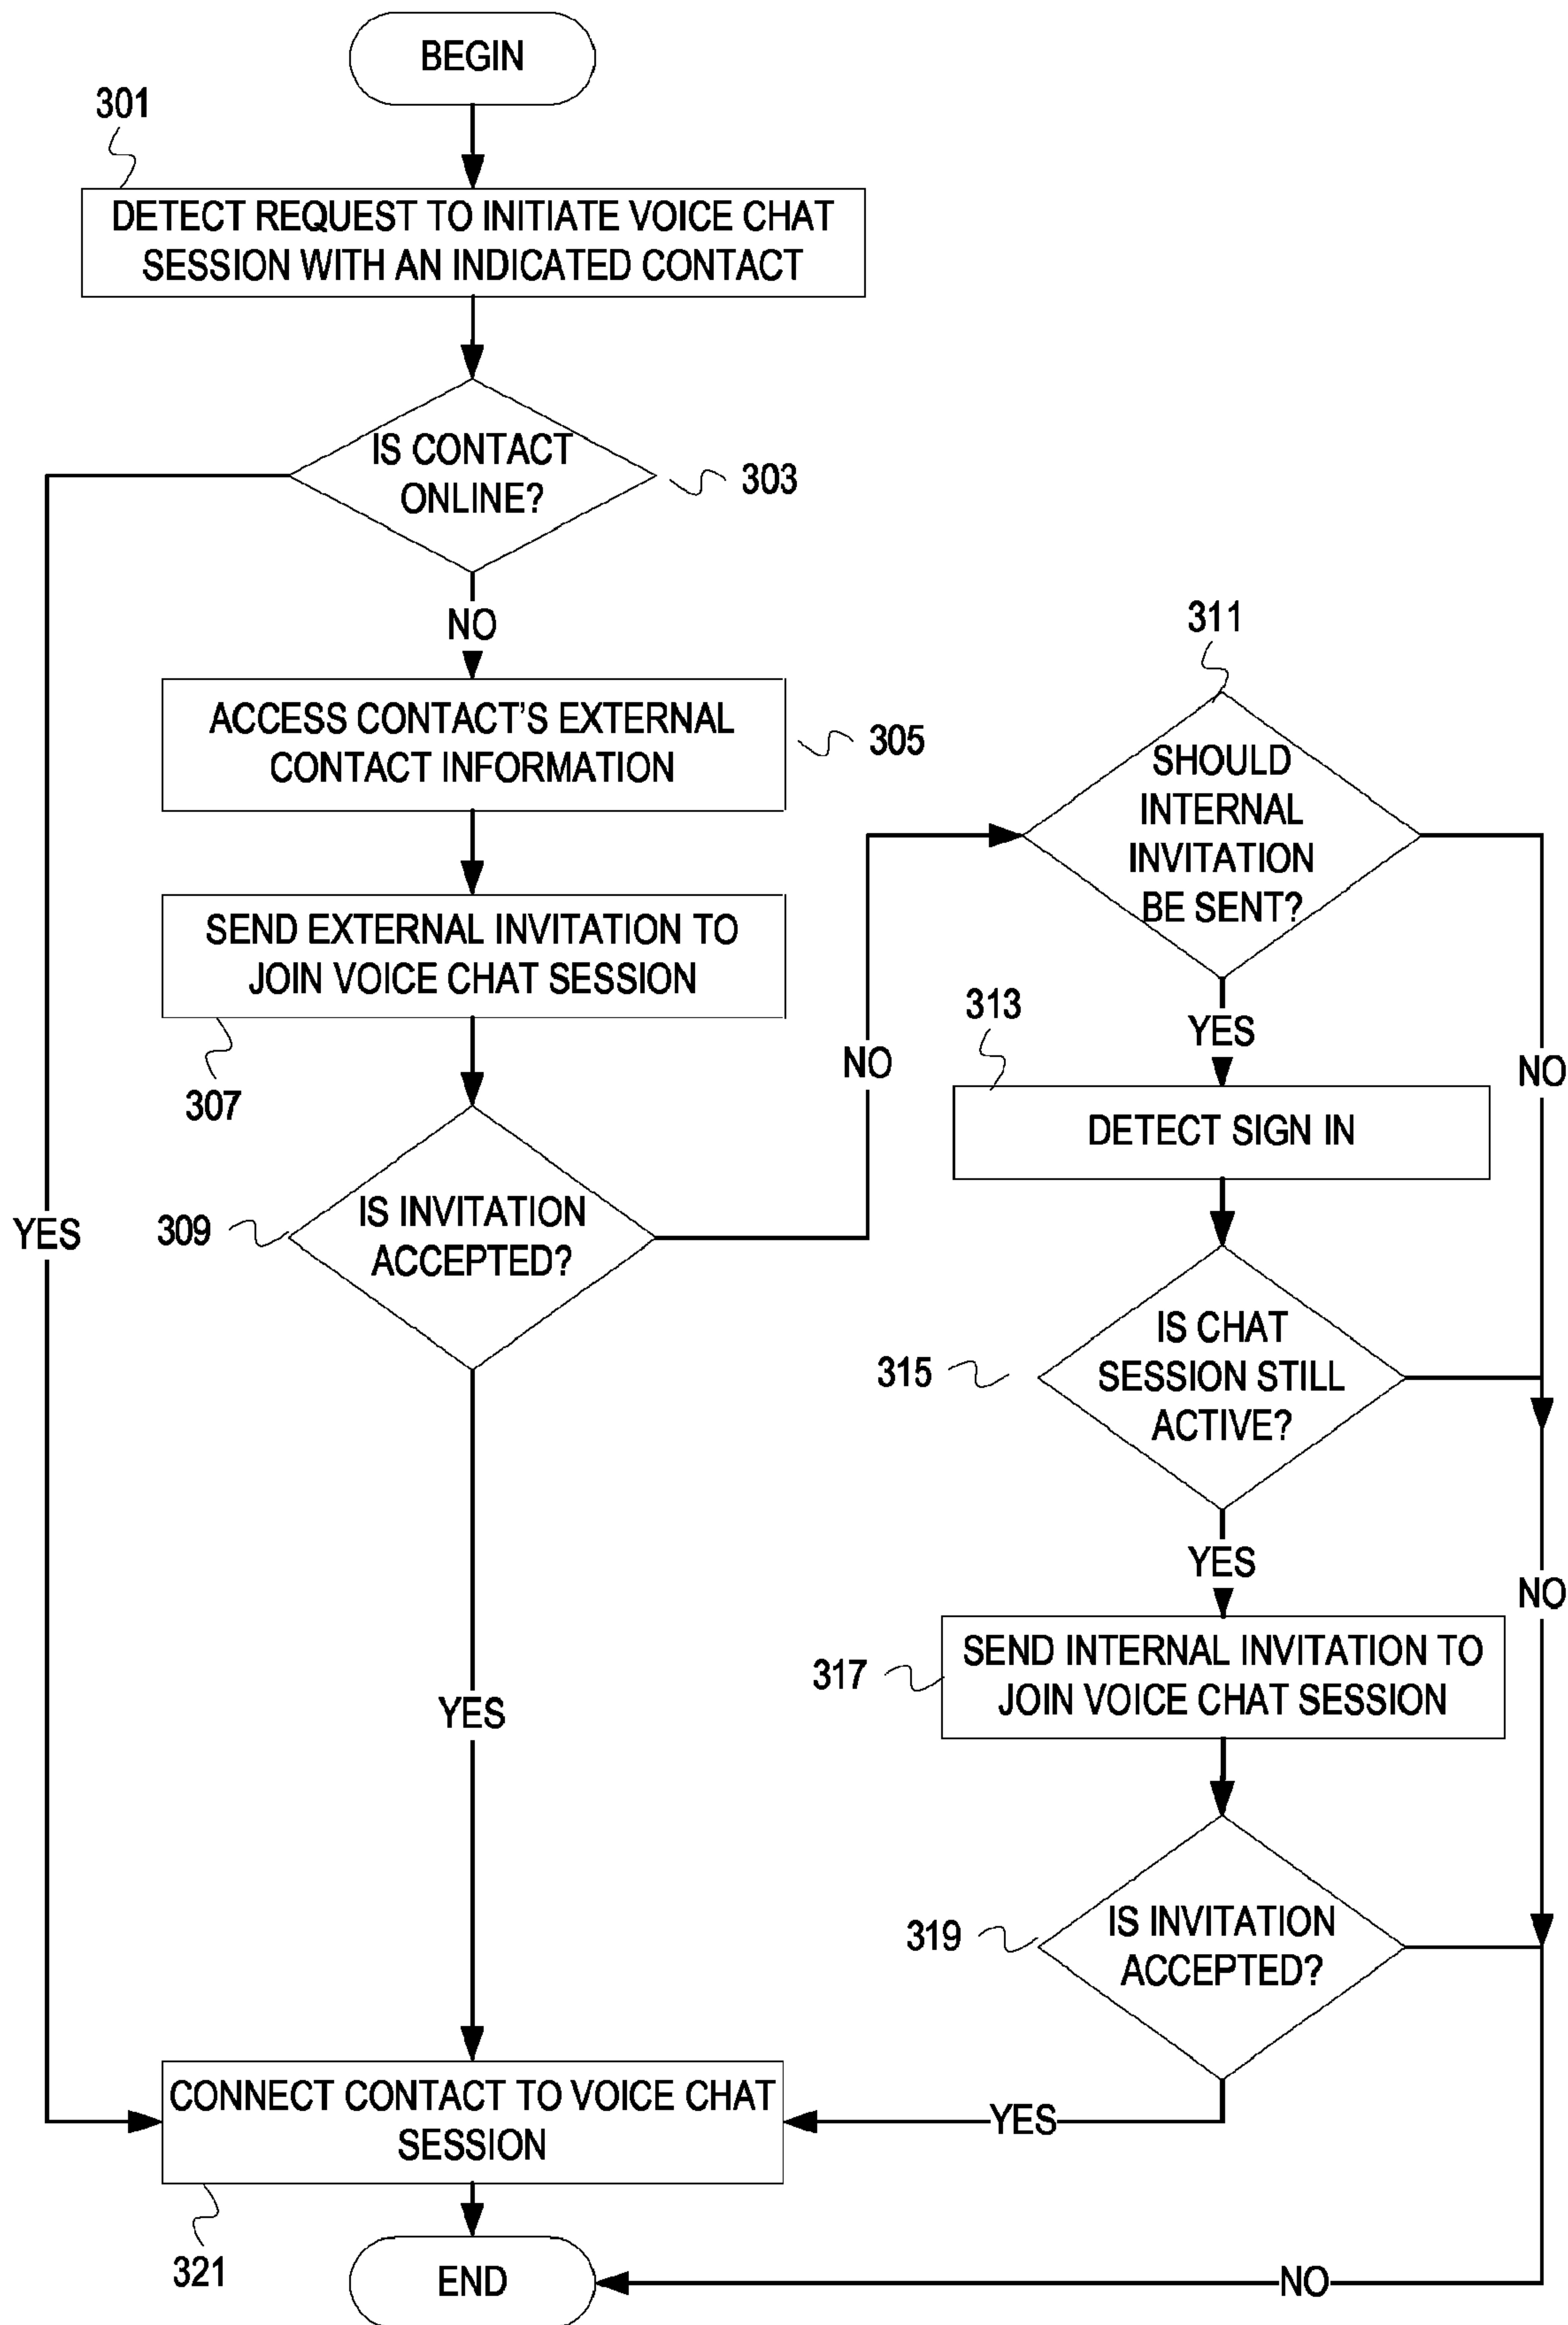 BEGIN
301
DETECT REQUEST TO INITIATE VOICE CHAT
SESSION WITH AN INDICATED CONTACT
IS CONTACT
ONLINE?
303
NO
ACCESS CONTACT'S EXTERNAL
CONTACT INFORMATION
305
SEND EXTERNAL INVITATION TO
JOIN VOICE CHAT SESSION
307
309
IS INVITATION
ACCEPTED?
YES
NO
YES
311
SHOULD
INTERNAL
INVITATION
BE SENT?
YES
NO
313
DETECT SIGN IN
315
IS CHAT
SESSION STILL
ACTIVE?
YES
NO
317
SEND INTERNAL INVITATION TO
JOIN VOICE CHAT SESSION
319
IS INVITATION
ACCEPTED?
YES
CONNECT CONTACT TO VOICE CHAT
SESSION
321
END
NO